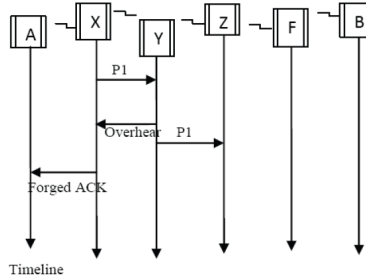 A X Y Z F B
P1
Overhear P1
Forged ACK
Timeline